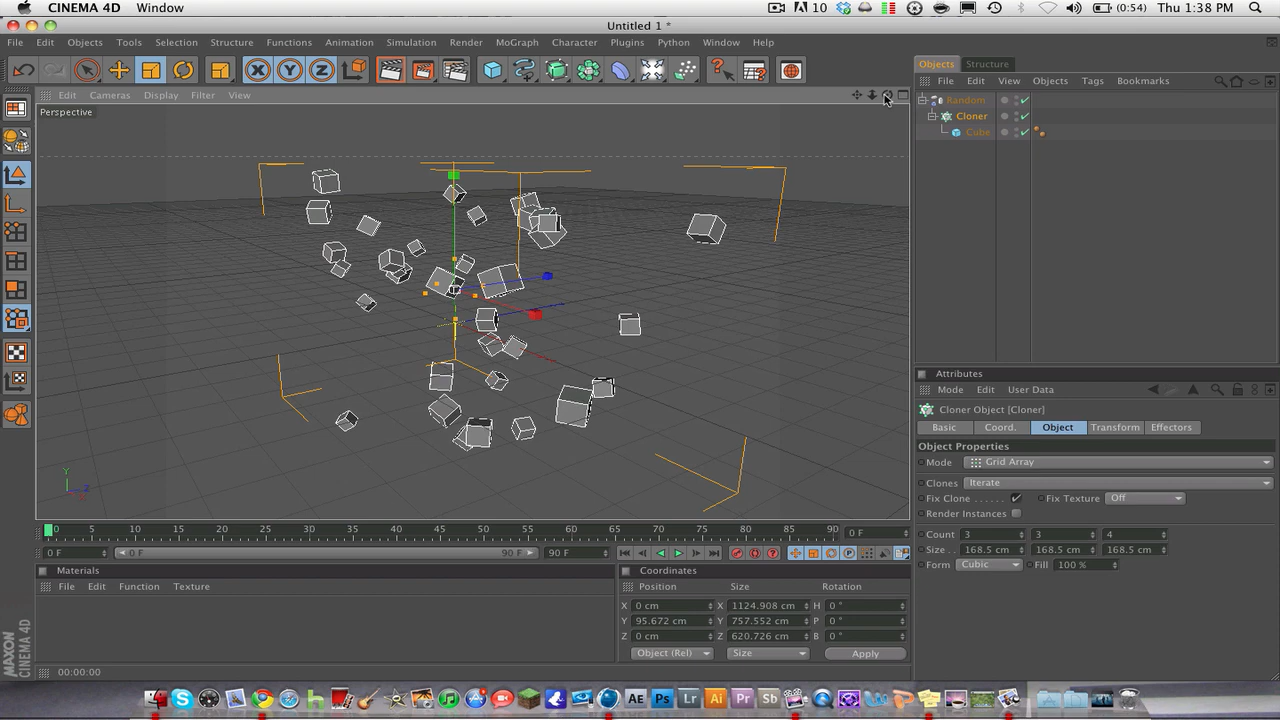 CINEMA 4D Window
10 (0:54) Thu 1:38 PM
Untitled 1 *
File Edit Objects Tools Selection Structure Functions Animation Simulation Render MoGraph Character Plugins Python Window Help
X Y Z
Objects Structure
Edit Cameras Display Filter View
File Edit View Objects Tags Bookmarks
Perspective
Random
Cloner
Cube
Attributes
Mode Edit User Data
Cloner Object [Cloner]
Basic Coord. Object Transform Effectors
Object Properties
Mode Grid Array
Clones Iterate
Fix Clone . . . . . . Fix Texture Off
Render Instances
Count 3 3 4
Size . . 168.5 cm 168.5 cm 168.5 cm
Form Cubic Fill 100 %
Y
Z
X
0 5 10 15 20 25 30 35 40 45 50 55 60 65 70 75 80 85 90 0 F
0 F 0 F 90 F 90 F
Materials
File Edit Function Texture
Coordinates
Position Size Rotation
X 0 cm X 1124.908 cm H 0 °
Y 95.672 cm Y 757.552 cm P 0 °
Z 0 cm Z 620.726 cm B 0 °
Object (Rel) Size Apply
MAXON
CINEMA 4D
00:00:00
Ae Ps Lr Ai Pr Sb